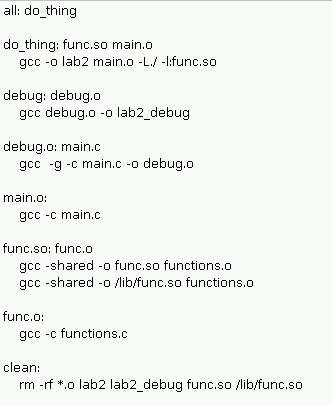 all: do_thing

do_thing: func.so main.o
    gcc -o lab2 main.o -L./ -l:func.so

debug: debug.o
    gcc debug.o -o lab2_debug

debug.o: main.c
    gcc  -g -c main.c -o debug.o

main.o:
    gcc -c main.c

func.so: func.o
    gcc -shared -o func.so functions.o
    gcc -shared -o /lib/func.so functions.o

func.o:
    gcc -c functions.c

clean:
    rm -rf *.o lab2 lab2_debug func.so /lib/func.so